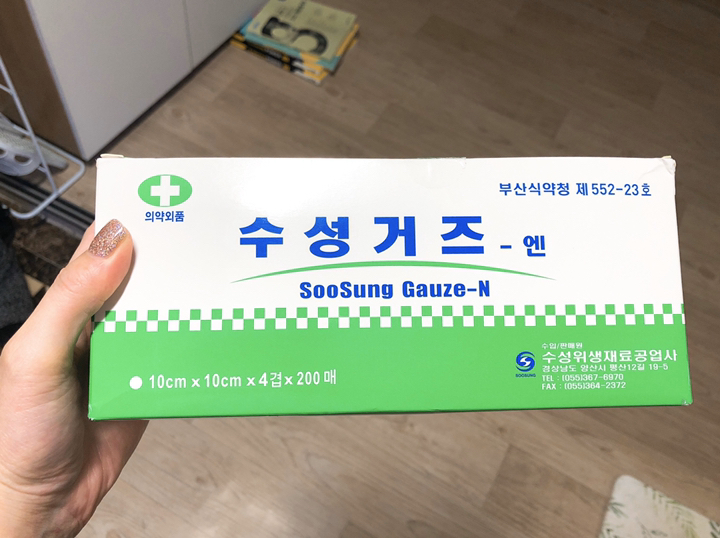 의약외품
부산식약청 제 552-23호
수성거즈 - 엔
SooSung Gauze-N
● 10cm x 10cm x 4겹 x 200 매
수입/판매원
SOOSUNG
수성위생재료공업사
경상남도 양산시 평산12길 19-5
TEL : (055)367-6970
FAX : (055)364-2372